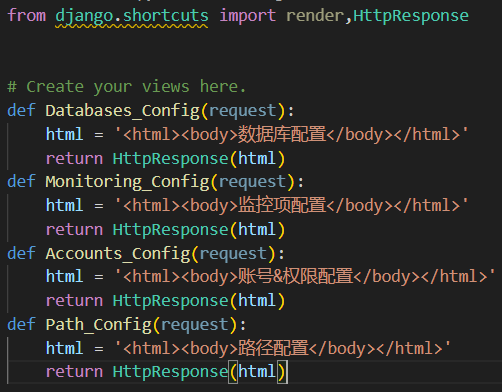 from django.shortcuts import render,HttpResponse
# Create your views here.
def Databases_Config(request):
    html = '<html><body>数据库配置</body></html>'
    return HttpResponse(html)
def Monitoring_Config(request):
    html = '<html><body>监控项配置</body></html>'
    return HttpResponse(html)
def Accounts_Config(request):
    html = '<html><body>账号&权限配置</body></html>'
    return HttpResponse(html)
def Path_Config(request):
    html = '<html><body>路径配置</body></html>'
    return HttpResponse(html)